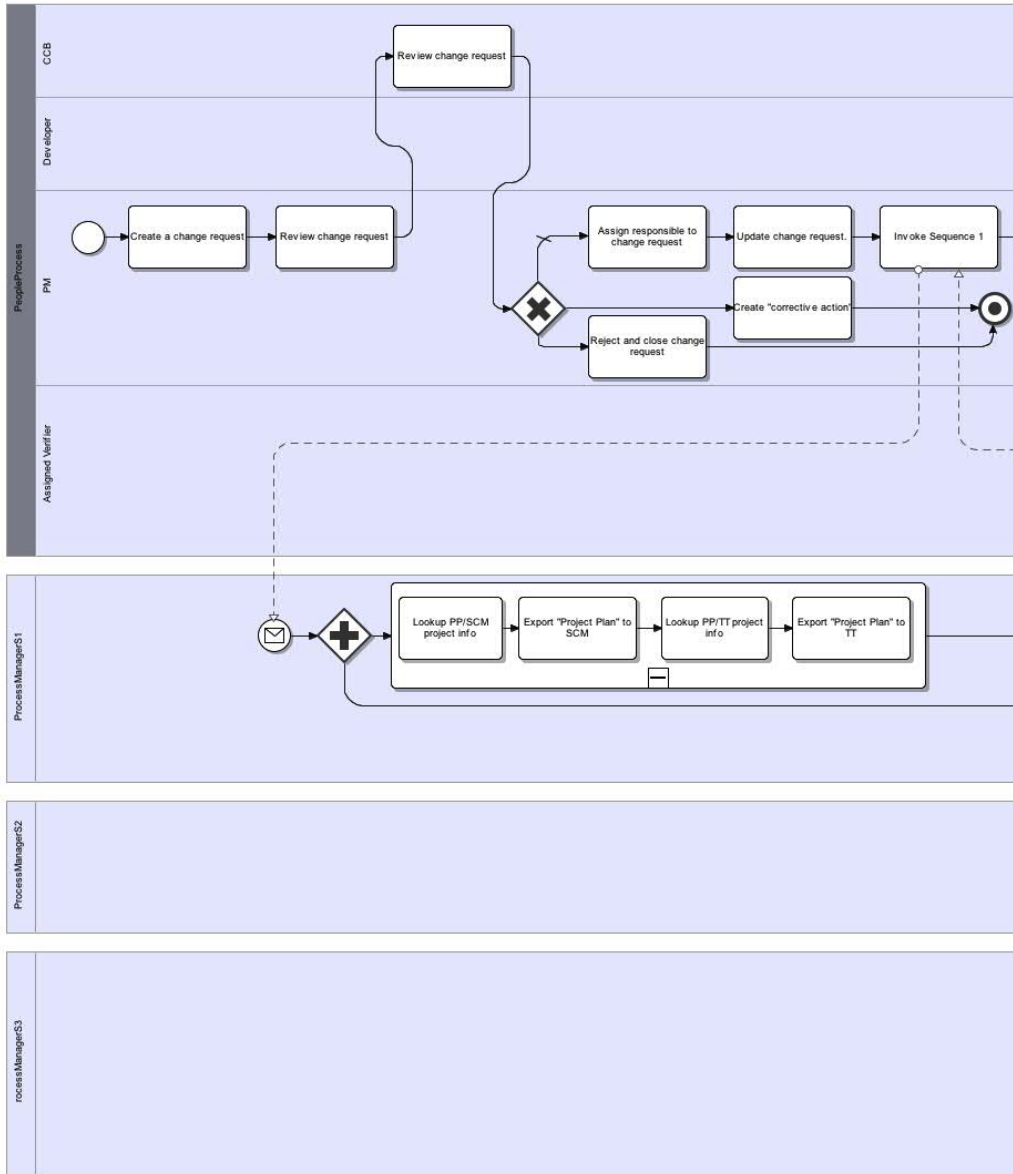 PeopleProcess
CCB
Review change request
Developer
PM
Create a change request
Review change request
Assign responsible to
change request
Update change request.
Invoke Sequence 1
Create "corrective action"
Reject and close change
request
Assigned Verifier
ProcessManagerS1
Lookup PP/SCM
project info
Export "Project Plan" to
SCM
Lookup PP/TT project
info
Export "Project Plan" to
TT
ProcessManagerS2
rocessManagerS3